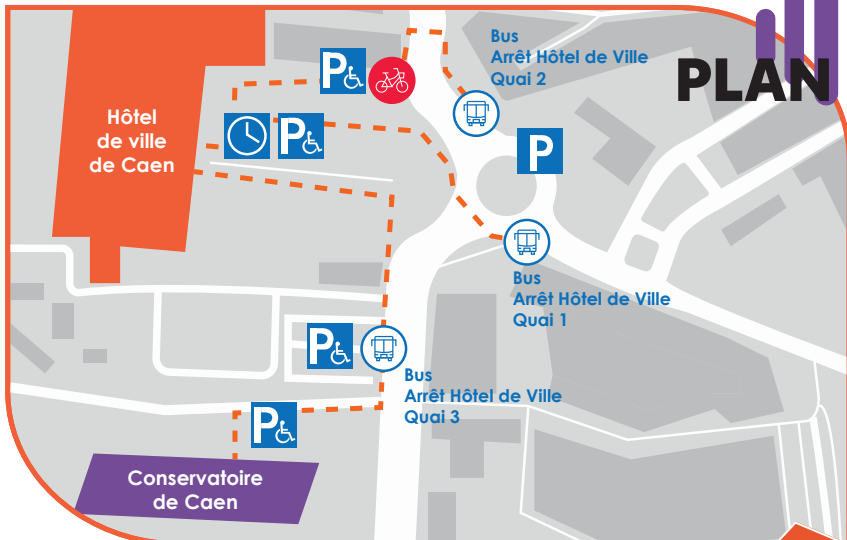 PLAN
Bus
Arrêt Hôtel de Ville
Quai 2
P
P
P
P
Hôtel
de ville
de Caen
Bus
Arrêt Hôtel de Ville
Quai 1
P
Bus
Arrêt Hôtel de Ville
Quai 3
P
Conservatoire
de Caen